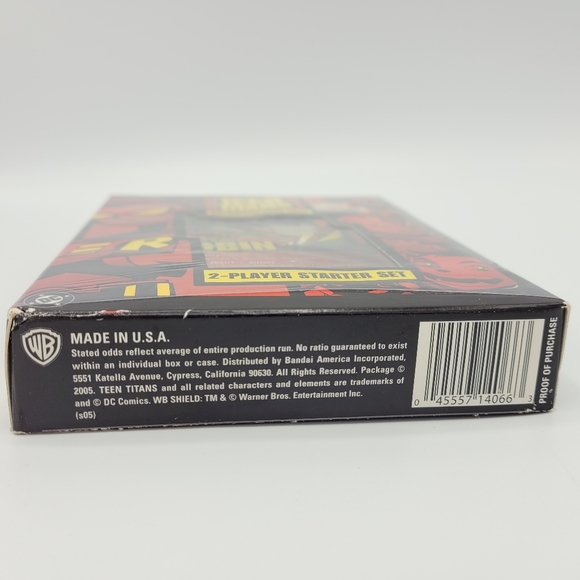 R
2-PLAYER STARTER SET
WB
MADE IN U.S.A.
Stated odds reflect average of entire production run. No ratio guaranteed to exist
within an individual box or case. Distributed by Bandai America Incorporated,
5551 Katella Avenue, Cypress, California 90630. All Rights Reserved. Package ©
2005. TEEN TITANS and all related characters and elements are trademarks of
and © DC Comics. WB SHIELD: TM & © Warner Bros. Entertainment Inc.
(s05)
0 45557 14066 3
PROOF OF PURCHASE